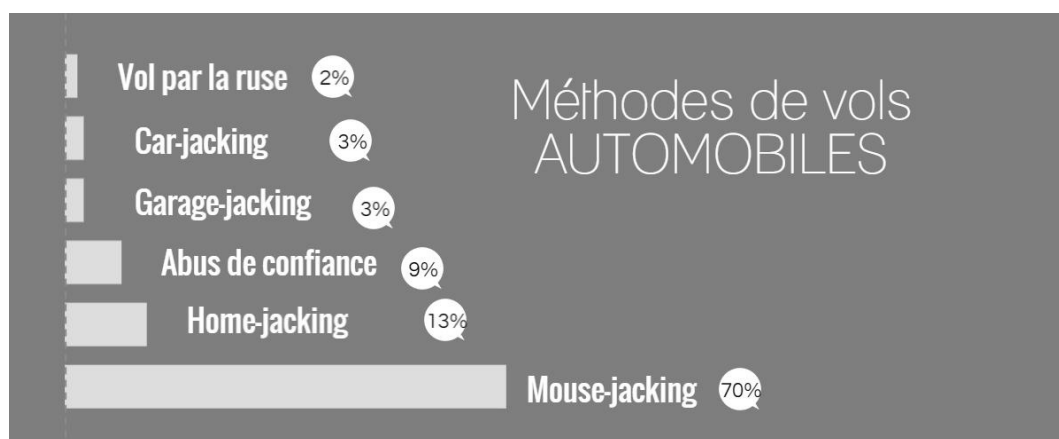 Méthodes de vols
AUTOMOBILES
Vol par la ruse 2%
Car-jacking 3%
Garage-jacking 3%
Abus de confiance 9%
Home-jacking 13%
Mouse-jacking 70%